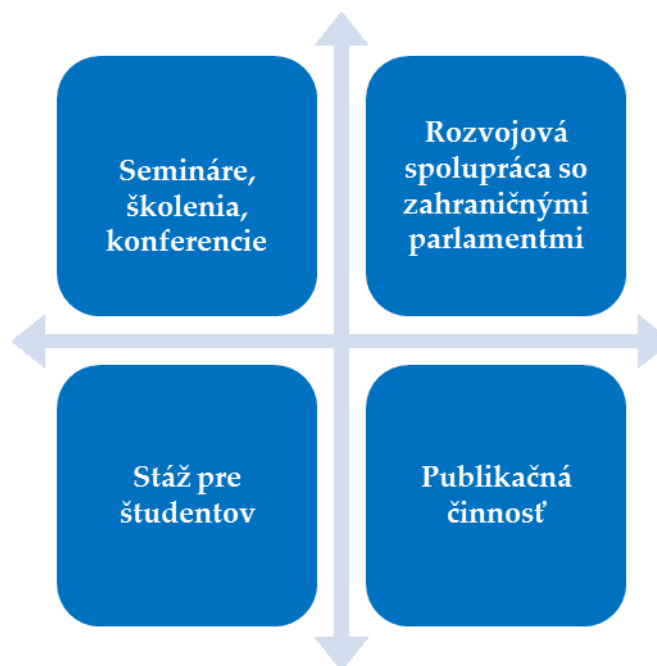 Semináre,
školenia,
konferencie
Rozvojová
spolupráca so
zahraničnými
parlamentmi
Stáž pre
študentov
Publikačná
činnosť